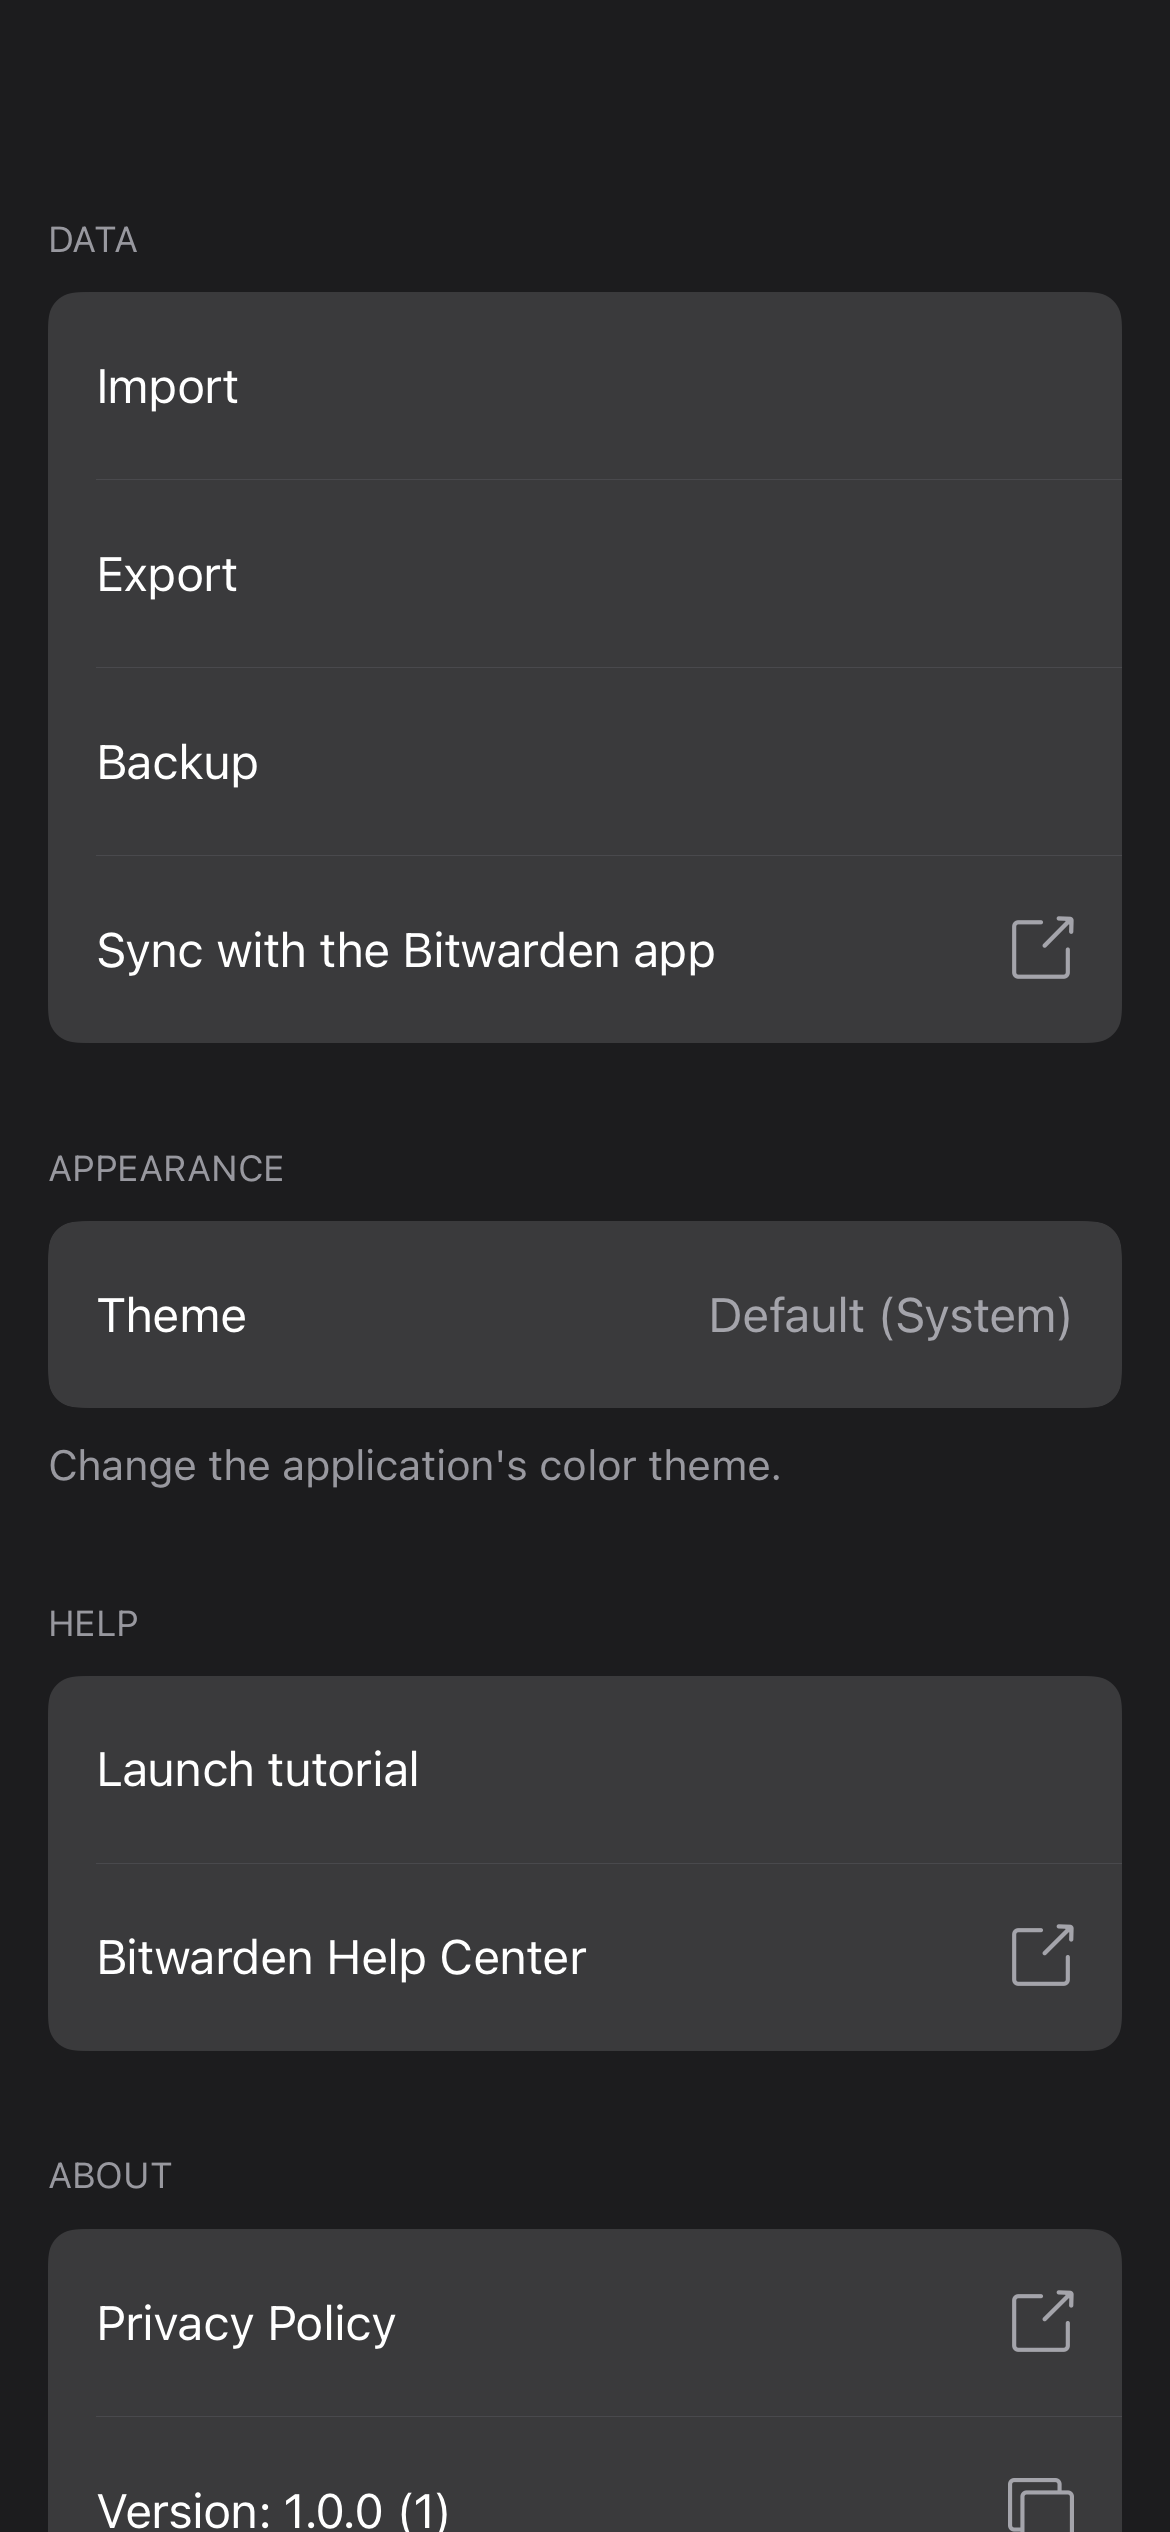 DATA
Import
Export
Backup
Sync with the Bitwarden app
APPEARANCE
Theme Default (System)
Change the application's color theme.
HELP
Launch tutorial
Bitwarden Help Center
ABOUT
Privacy Policy
Version: 1.0.0 (1)